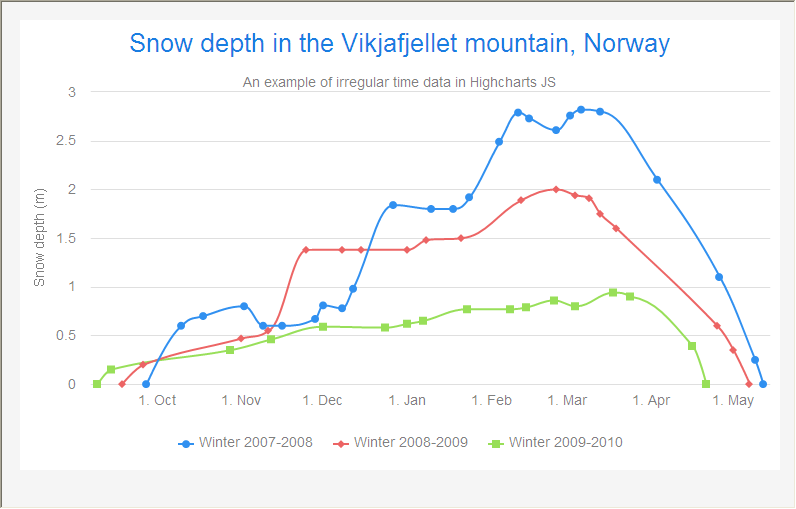 Snow depth in the Vikjafjellet mountain, Norway
An example of irregular time data in Highcharts JS
Snow depth (m)
3
2.5
2
1.5
1
0.5
0
1. Oct 1. Nov 1. Dec 1. Jan 1. Feb 1. Mar 1. Apr 1. May
Winter 2007-2008 Winter 2008-2009 Winter 2009-2010